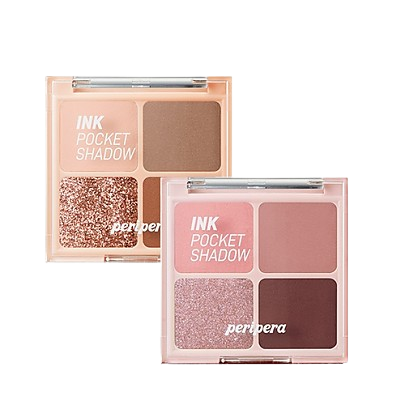 INK
POCKET
SHADOW
peripera
INK
POCKET
SHADOW
peripera